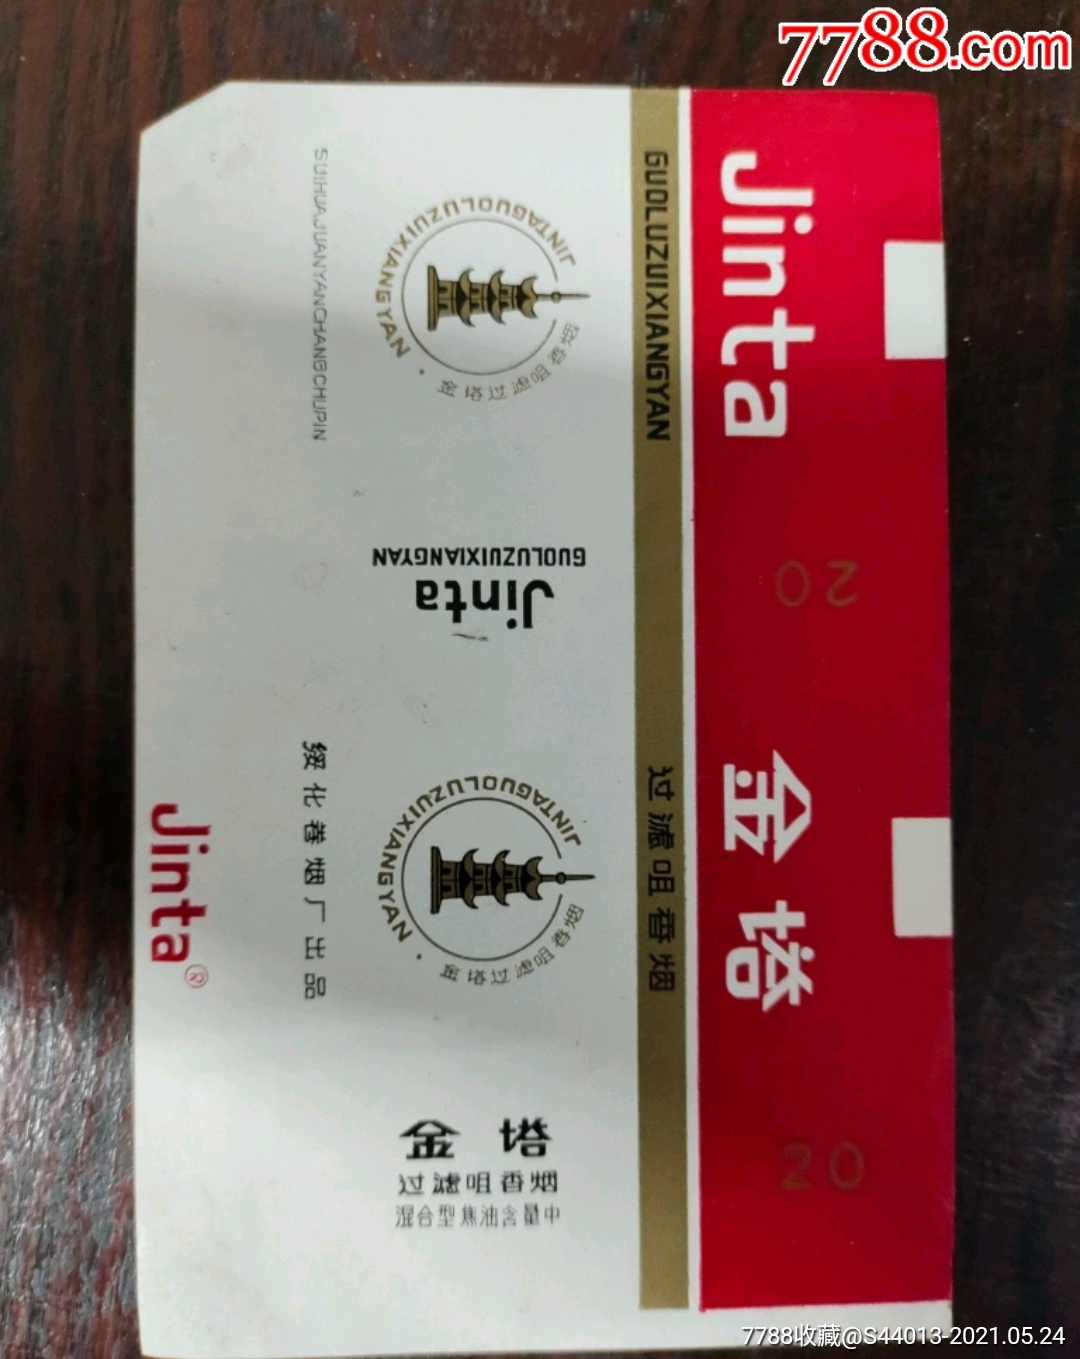 7788.com
Jinta
GUOLUZUIXIANGYAN
JINTAGUOLUZUIXIANGYAN
金塔过滤咀香烟
SUIHUAJUANYANCHANGCHUPIN
20
GUOLUZUIXIANGYAN
Jinta
金塔
过滤咀香烟
JINTAGUOLUZUIXIANGYAN
金塔过滤咀香烟
绥化卷烟厂出品
Jinta®
20
金塔
过滤咀香烟
混合型焦油含量中
7788收藏@S44013-2021.05.24